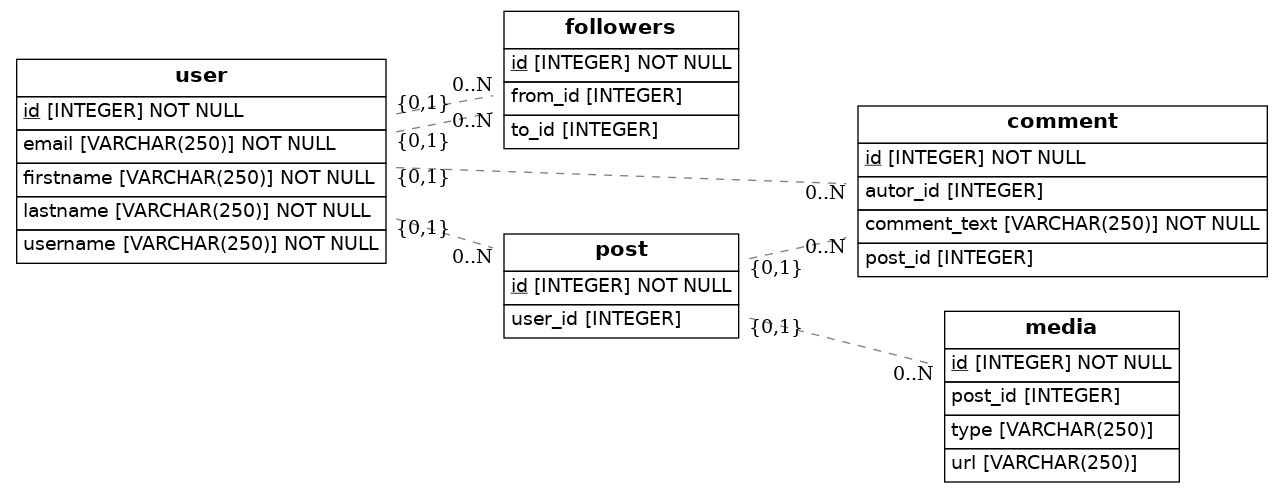 user
id [INTEGER] NOT NULL
email [VARCHAR(250)] NOT NULL
firstname [VARCHAR(250)] NOT NULL
lastname [VARCHAR(250)] NOT NULL
username [VARCHAR(250)] NOT NULL
{0,1}
0..N
{0,1}
0..N
{0,1}
0..N
{0,1}
0..N
followers
id [INTEGER] NOT NULL
from_id [INTEGER]
to_id [INTEGER]
post
id [INTEGER] NOT NULL
user_id [INTEGER]
{0,1}
0..N
{0,1}
0..N
comment
id [INTEGER] NOT NULL
autor_id [INTEGER]
comment_text [VARCHAR(250)] NOT NULL
post_id [INTEGER]
media
id [INTEGER] NOT NULL
post_id [INTEGER]
type [VARCHAR(250)]
url [VARCHAR(250)]